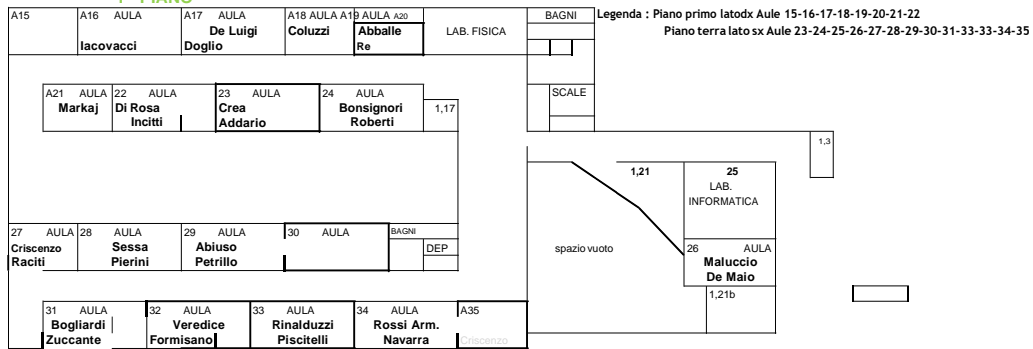 A15 A16 AULA A17 AULA A18 AULA A19 AULA A20 BAGNI
De Luigi Coluzzi Abballe LAB. FISICA
Iacovacci Doglio Re
Legenda : Piano primo latodx Aule 15-16-17-18-19-20-21-22
Piano terra lato sx Aule 23-24-25-26-27-28-29-30-31-33-33-34-35
A21 AULA 22 AULA 23 AULA 24 AULA SCALE
Markaj Di Rosa Crea Bonsignori 1,17
Incitti Addario Roberti
1,3
1,21 25
LAB.
INFORMATICA
27 AULA 28 AULA 29 AULA 30 AULA BAGNI
Criscenzo Sessa Abiuso DEP spazio vuoto 26 AULA
Raciti Pierini Petrillo Maluccio
De Maio
1,21b
31 AULA 32 AULA 33 AULA 34 AULA A35
Bogliardi Veredice Rinalduzzi Rossi Arm.
Zuccante Formisano Piscitelli Navarra Criscenzo